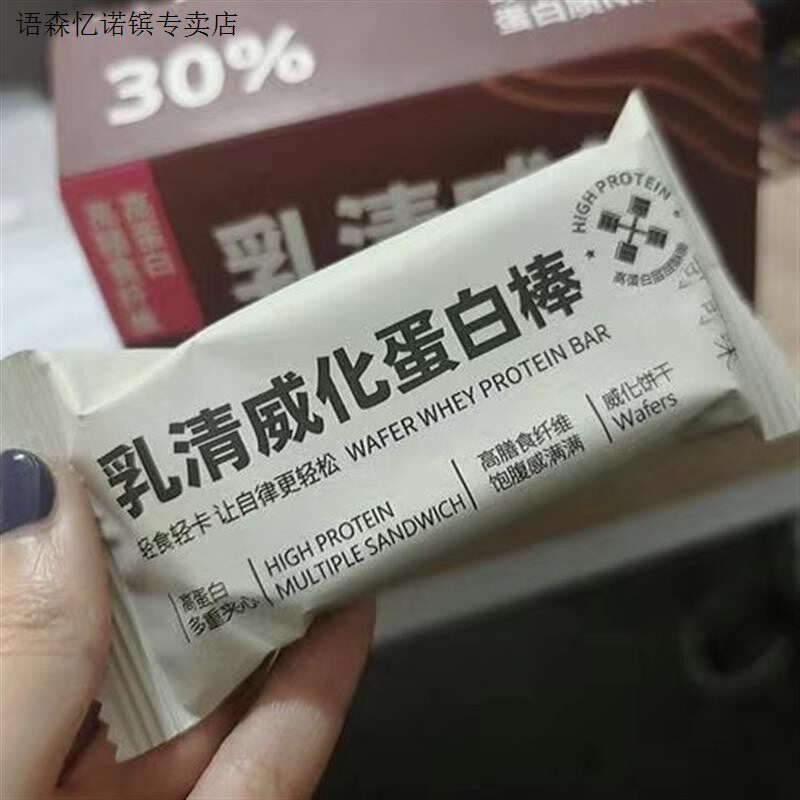 语森忆诺镔专卖店
30%
高蛋白
乳清威
HIGH PROTEIN
乳清威化蛋白棒
WAFER WHEY PROTEIN BAR
轻食轻卡 让自律更轻松
威化饼干
Wafers
高膳食纤维
饱腹感满满
HIGH PROTEIN
MULTIPLE SANDWICH
高蛋白
多重夹心